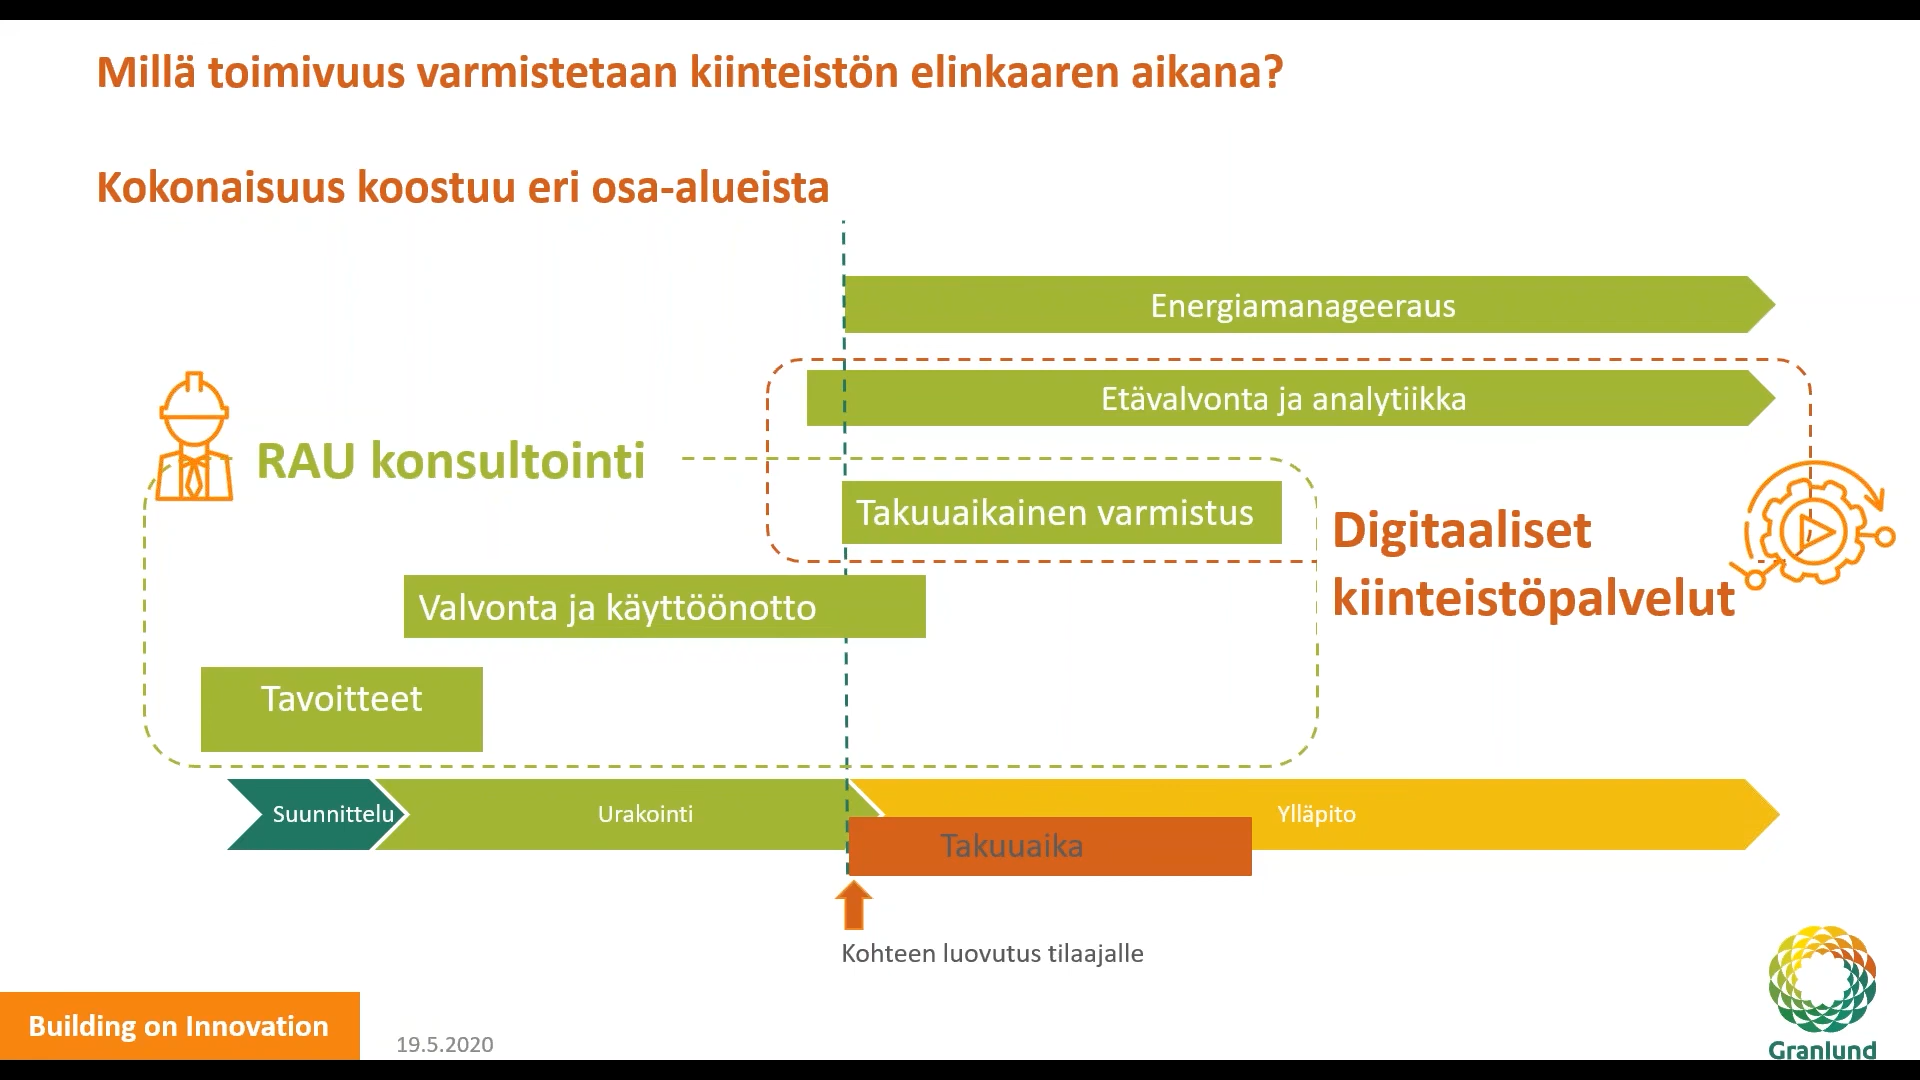 Millä toimivuus varmistetaan kiinteistön elinkaaren aikana?
Kokonaisuus koostuu eri osa-alueista
Energiamanageeraus
Etävalvonta ja analytiikka
RAU konsultointi
Takuuaikainen varmistus
Digitaaliset
kiinteistöpalvelut
Valvonta ja käyttöönotto
Tavoitteet
Suunnittelu
Urakointi
Ylläpito
Takuuaika
Kohteen luovutus tilaajalle
Building on Innovation
19.5.2020
Granlund